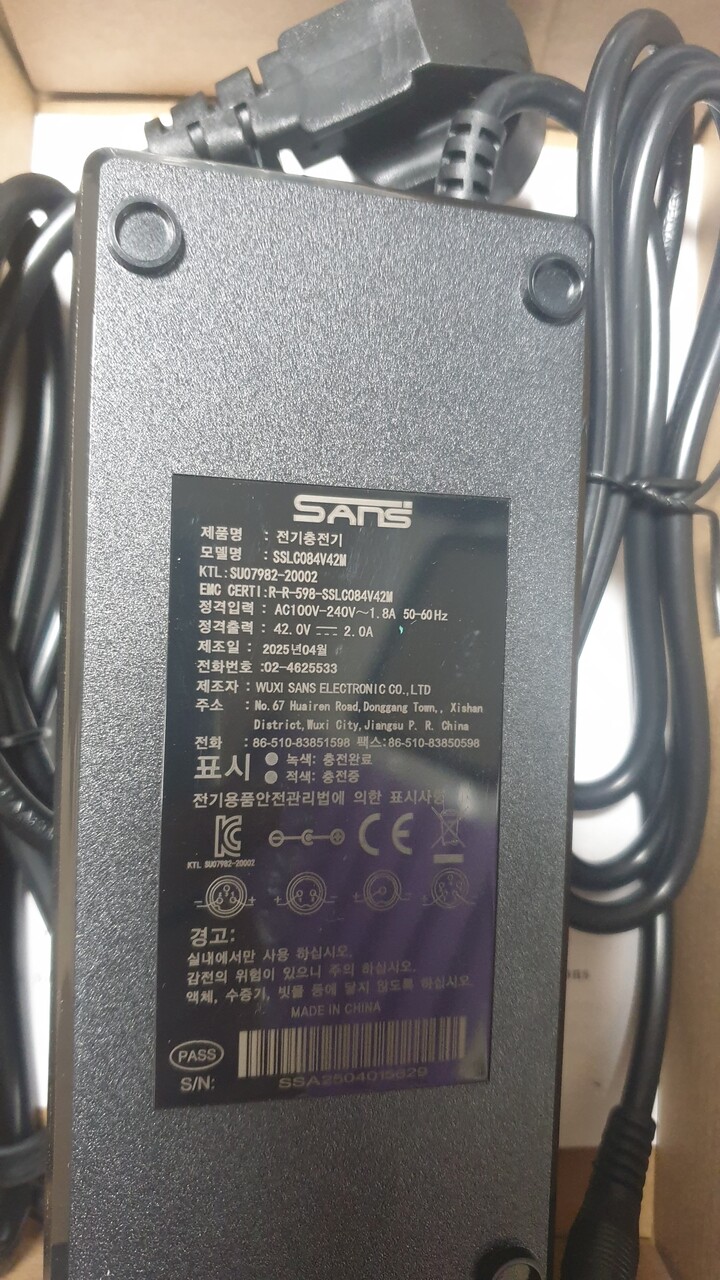 SANS
제품명 : 전기충전기
모델명 : SSLC084V42M
KTL:SU07982-20002
EMC CERTI:R-R-598-SSLC084V42M
정격입력 : AC100V-240V～1.8A 50-60Hz
정격출력 : 42.0V ⎓ 2.0A
제조일 : 2025년04월
전화번호 :02-4625533
제조자 : WUXI SANS ELECTRONIC CO.,LTD
주소 : No.67 Huairen Road,Donggang Town,, Xishan
District,Wuxi City,Jiangsu P. R. China
전화 : 86-510-83851598 팩스:86-510-83850598
표시 ● 녹색: 충전완료
● 적색: 충전중
전기용품안전관리법에 의한 표시사항
KC CE
KTL SU07982-20002
경고:
실내에서만 사용 하십시오.
감전의 위험이 있으니 주의 하십시오.
액체, 수증기, 빗물 등에 닿지 않도록 하십시오.
MADE IN CHINA
PASS
S/N:
SSA2504015629